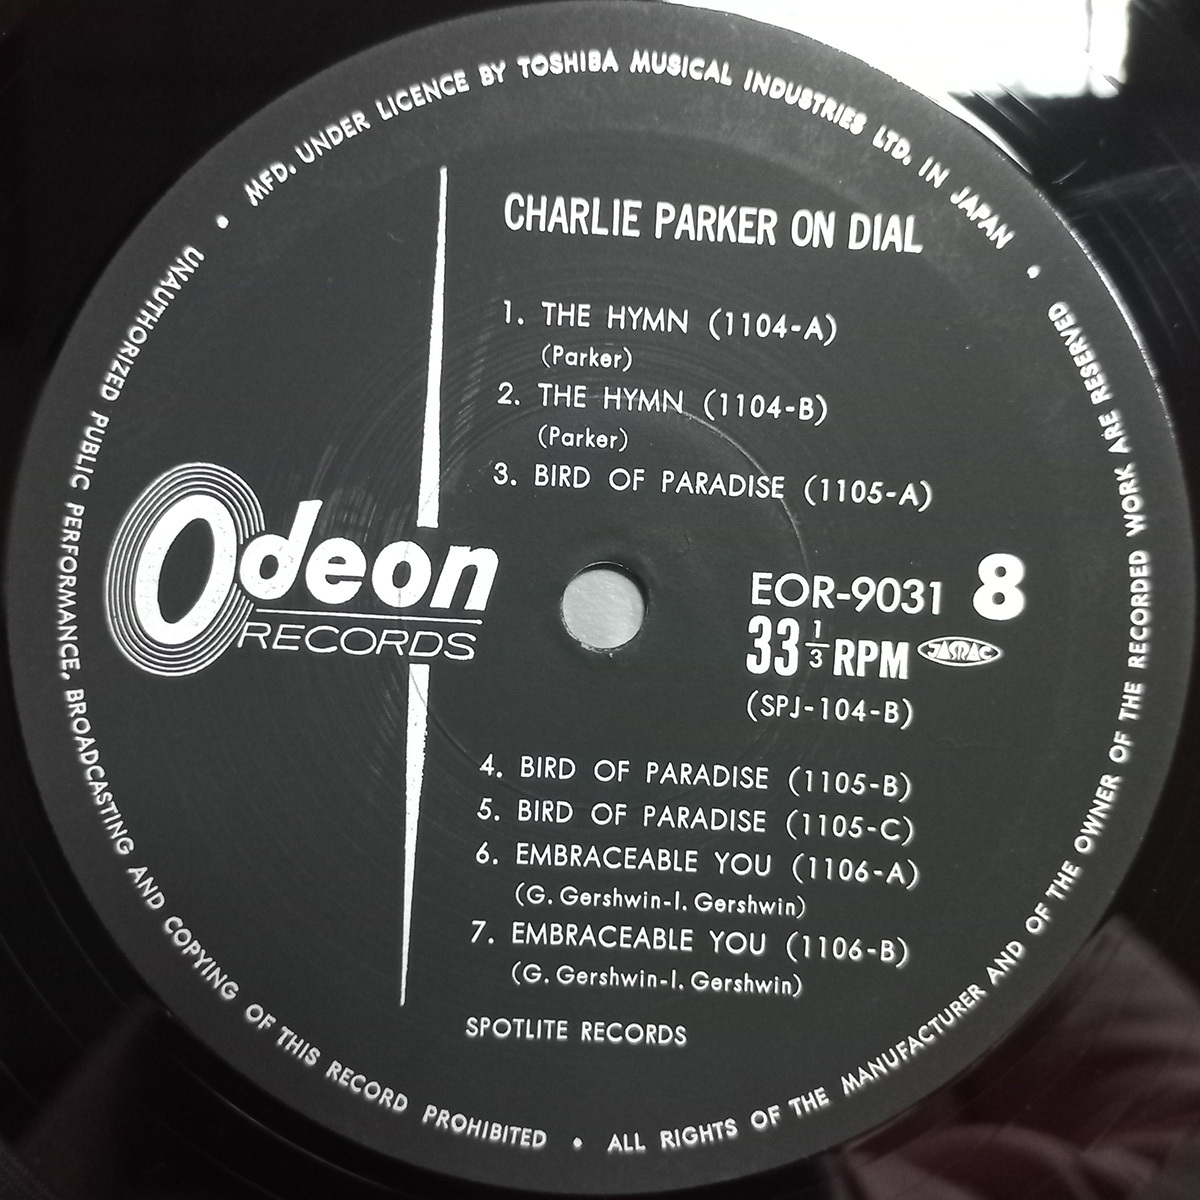 MFD. UNDER LICENCE BY TOSHIBA MUSICAL INDUSTRIES LTD. IN JAPAN •
CHARLIE PARKER ON DIAL
1. THE HYMN (1104-A)
(Parker)
2. THE HYMN (1104-B)
(Parker)
3. BIRD OF PARADISE (1105-A)
Odeon
RECORDS
EOR-9031 8
33 1/3 RPM JASRAC
(SPJ-104-B)
4. BIRD OF PARADISE (1105-B)
5. BIRD OF PARADISE (1105-C)
6. EMBRACEABLE YOU (1106-A)
(G. Gershwin-I. Gershwin)
7. EMBRACEABLE YOU (1106-B)
(G. Gershwin-I. Gershwin)
SPOTLITE RECORDS
UNAUTHORIZED PUBLIC PERFORMANCE, BROADCASTING AND COPYING OF THIS RECORD PROHIBITED • ALL RIGHTS OF THE MANUFACTURER AND OF THE OWNER OF THE RECORDED WORK ARE RESERVED